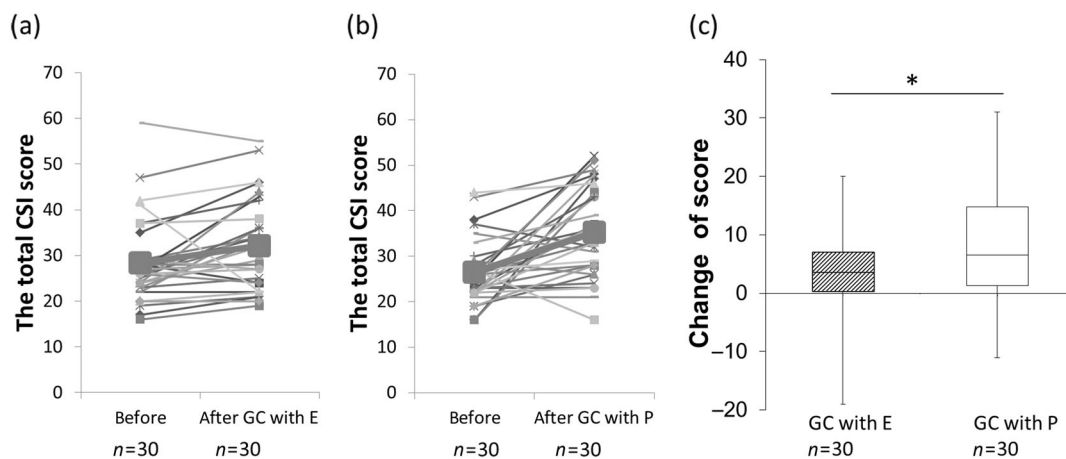 (a)
The total CSI score
70
60
50
40
30
20
10
0
Before After GC with E
n=30 n=30
(b)
The total CSI score
70
60
50
40
30
20
10
0
Before After GC with P
n=30 n=30
(c)
Change of score
40
30
20
10
0
–10
–20
*
GC with E GC with P
n=30 n=30